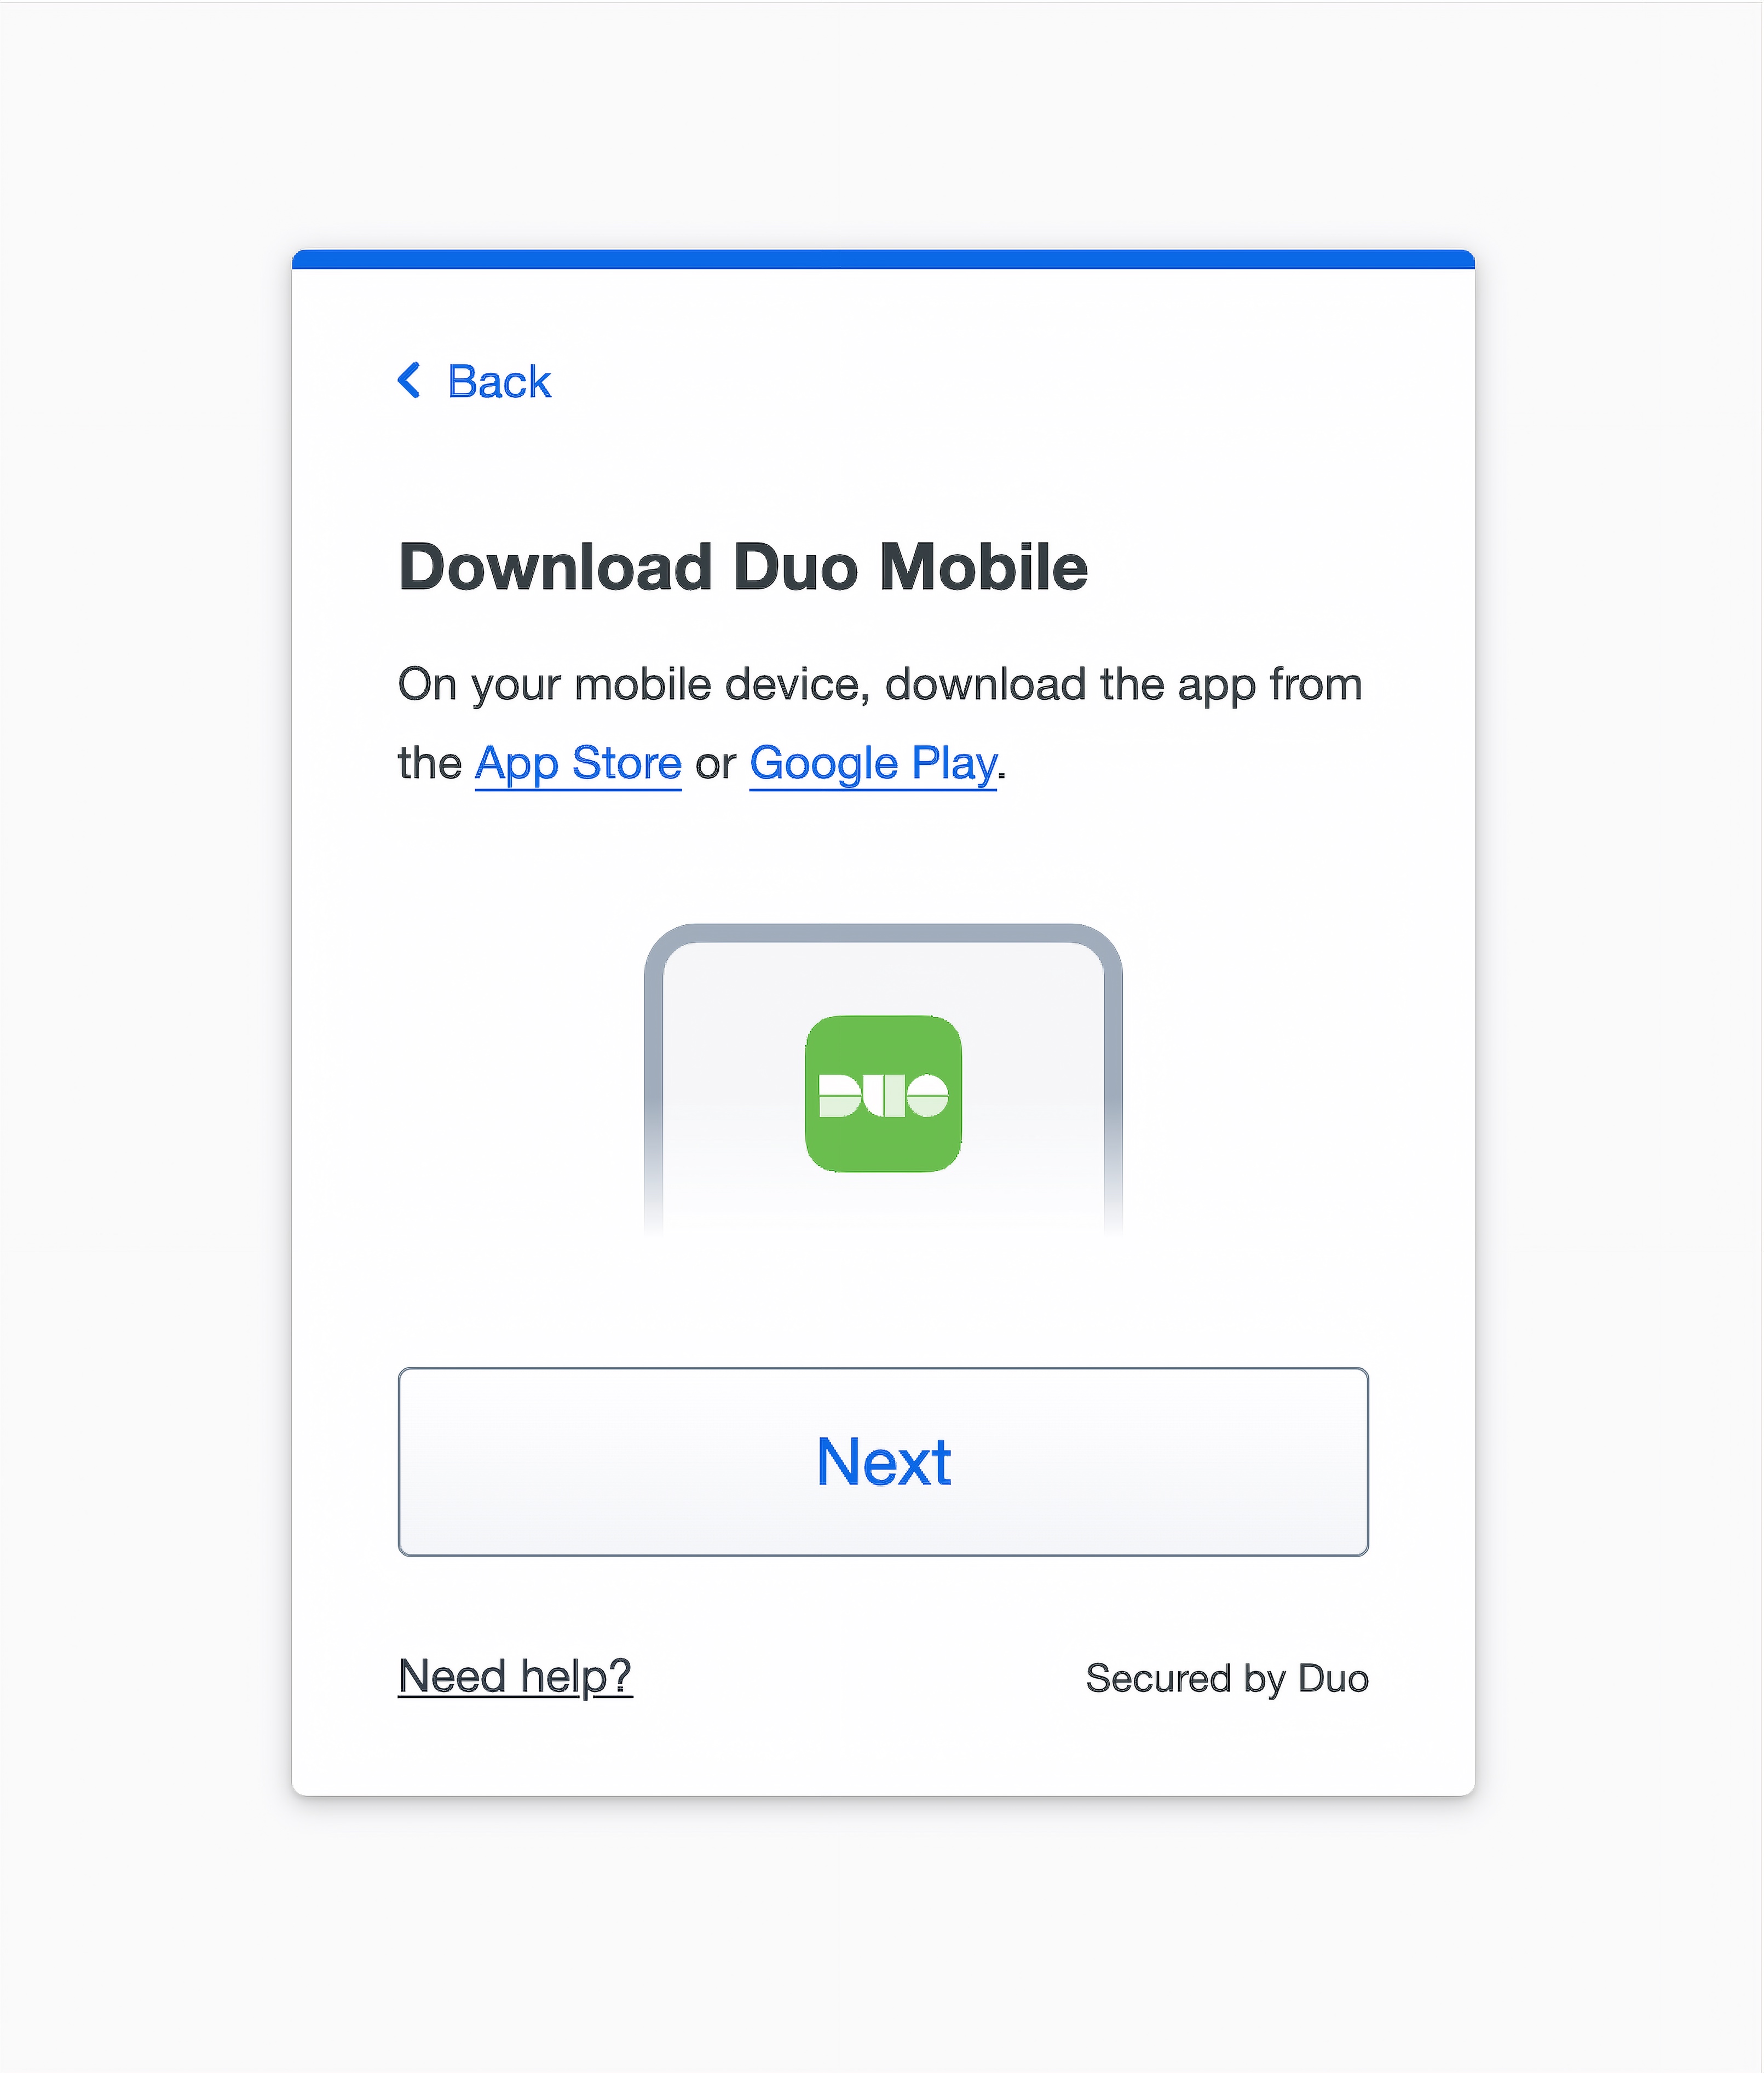 Back
Download Duo Mobile
On your mobile device, download the app from
the App Store or Google Play.
DUO
Next
Need help?
Secured by Duo